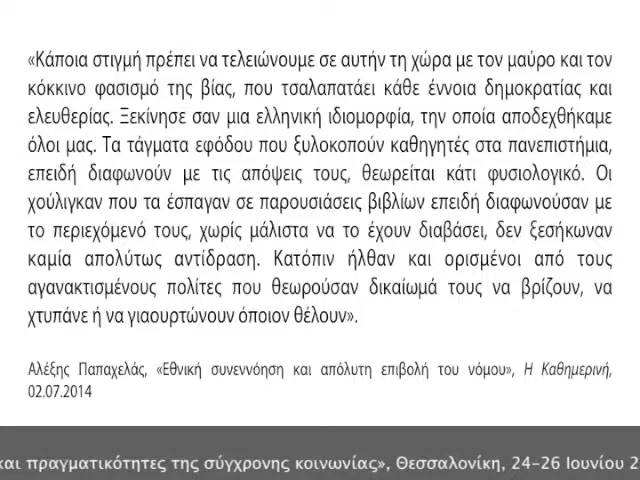 «Κάποια στιγμή πρέπει να τελειώνουμε σε αυτήν τη χώρα με τον μαύρο και τον
κόκκινο φασισμό της βίας, που τσαλαπατάει κάθε έννοια δημοκρατίας και
ελευθερίας. Ξεκίνησε σαν μια ελληνική ιδιομορφία, την οποία αποδεχθήκαμε
όλοι μας. Τα τάγματα εφόδου που ξυλοκοπούν καθηγητές στα πανεπιστήμια,
επειδή διαφωνούν με τις απόψεις τους, θεωρείται κάτι φυσιολογικό. Οι
χούλιγκαν που τα έσπαγαν σε παρουσιάσεις βιβλίων επειδή διαφωνούσαν με
το περιεχόμενό τους, χωρίς μάλιστα να το έχουν διαβάσει, δεν ξεσήκωναν
καμία απολύτως αντίδραση. Κατόπιν ήλθαν και ορισμένοι από τους
αγανακτισμένους πολίτες που θεωρούσαν δικαίωμά τους να βρίζουν, να
χτυπάνε ή να γιαουρτώνουν όποιον θέλουν».
Αλέξης Παπαχελάς, «Εθνική συνεννόηση και απόλυτη επιβολή του νόμου», Η Καθημερινή,
02.07.2014
και πραγματικότητες της σύγχρονης κοινωνίας», Θεσσαλονίκη, 24-26 Ιουνίου 2